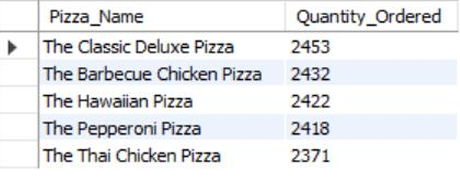 Pizza_Name Quantity_Ordered
The Classic Deluxe Pizza 2453
The Barbecue Chicken Pizza 2432
The Hawaiian Pizza 2422
The Pepperoni Pizza 2418
The Thai Chicken Pizza 2371